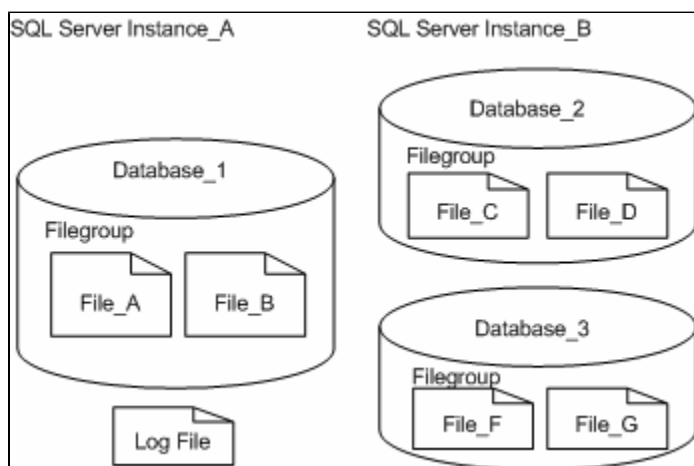 SQL Server Instance_A
Database_1
Filegroup
File_A
File_B
Log File
SQL Server Instance_B
Database_2
Filegroup
File_C
File_D
Database_3
Filegroup
File_F
File_G